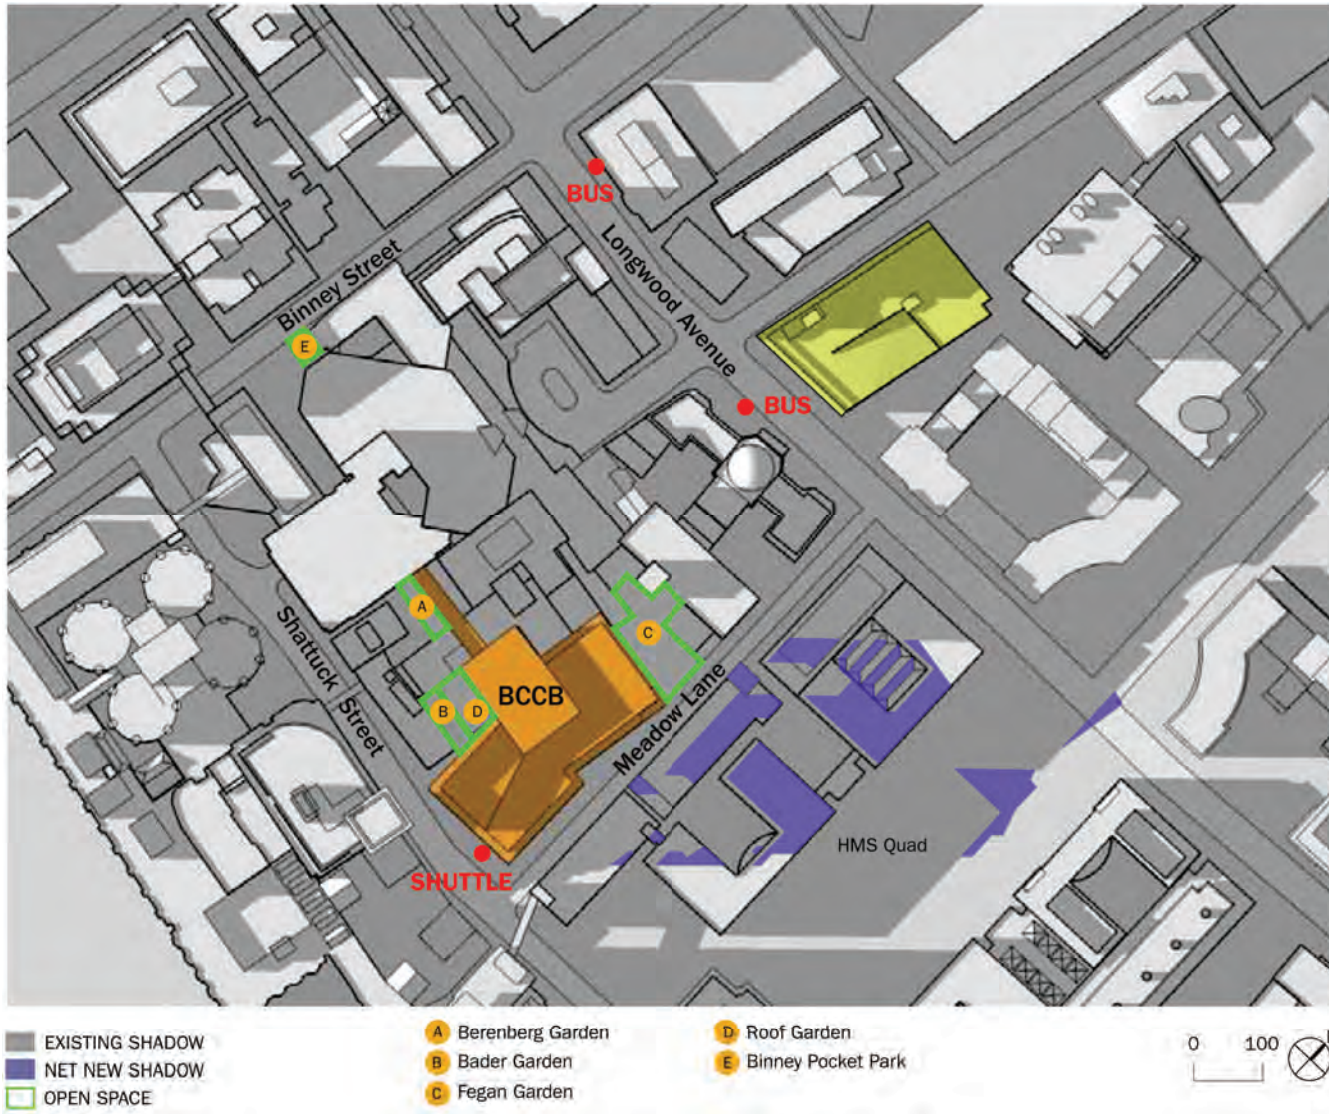 BUS
Longwood Avenue
Binney Street
E
BUS
A
C
Shattuck Street
BCCB
B
D
Meadow Lane
HMS Quad
SHUTTLE
EXISTING SHADOW
NET NEW SHADOW
OPEN SPACE
A Berenberg Garden
B Bader Garden
C Fegan Garden
D Roof Garden
E Binney Pocket Park
0 100